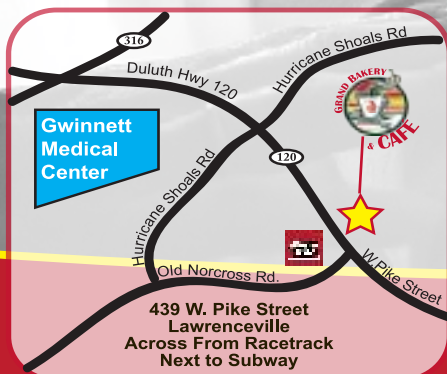 316
Hurricane Shoals Rd
Duluth Hwy 120
GRAND BAKERY
& CAFE
Gwinnett
Medical
Center
120
Hurricane Shoals Rd
W.Pike Street
Old Norcross Rd.
439 W. Pike Street
Lawrenceville
Across From Racetrack
Next to Subway